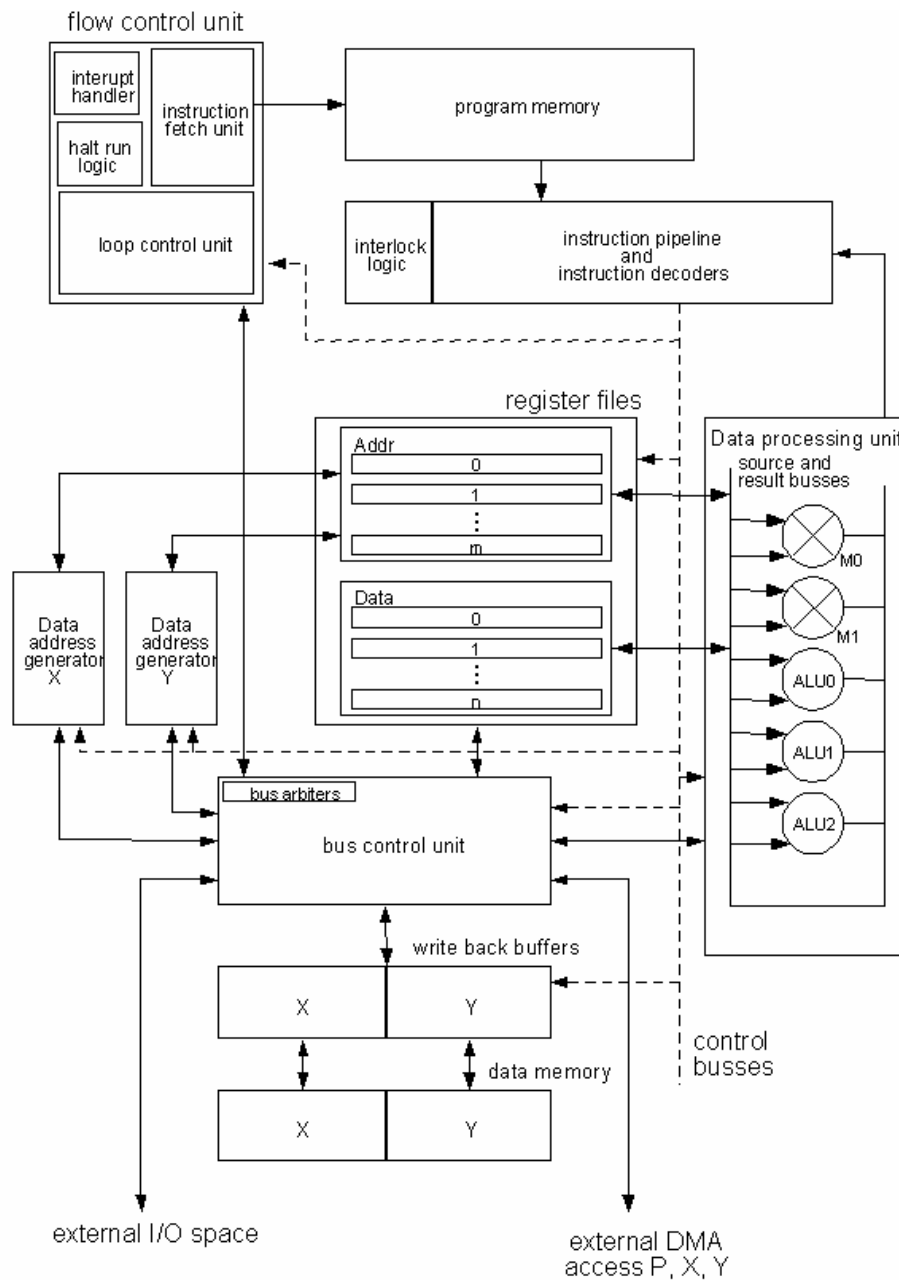 flow control unit
interupt
handler
instruction
fetch unit
halt run
logic
loop control unit
program memory
interlock
logic
instruction pipeline
and
instruction decoders
register files
Addr
0
1
m
Data
0
1
n
Data processing unit
source and
result busses
M0
M1
ALU0
ALU1
ALU2
Data
address
generator
X
Data
address
generator
Y
bus arbiters
bus control unit
write back buffers
X
Y
data memory
X
Y
control
busses
external I/O space
external DMA
access P, X, Y